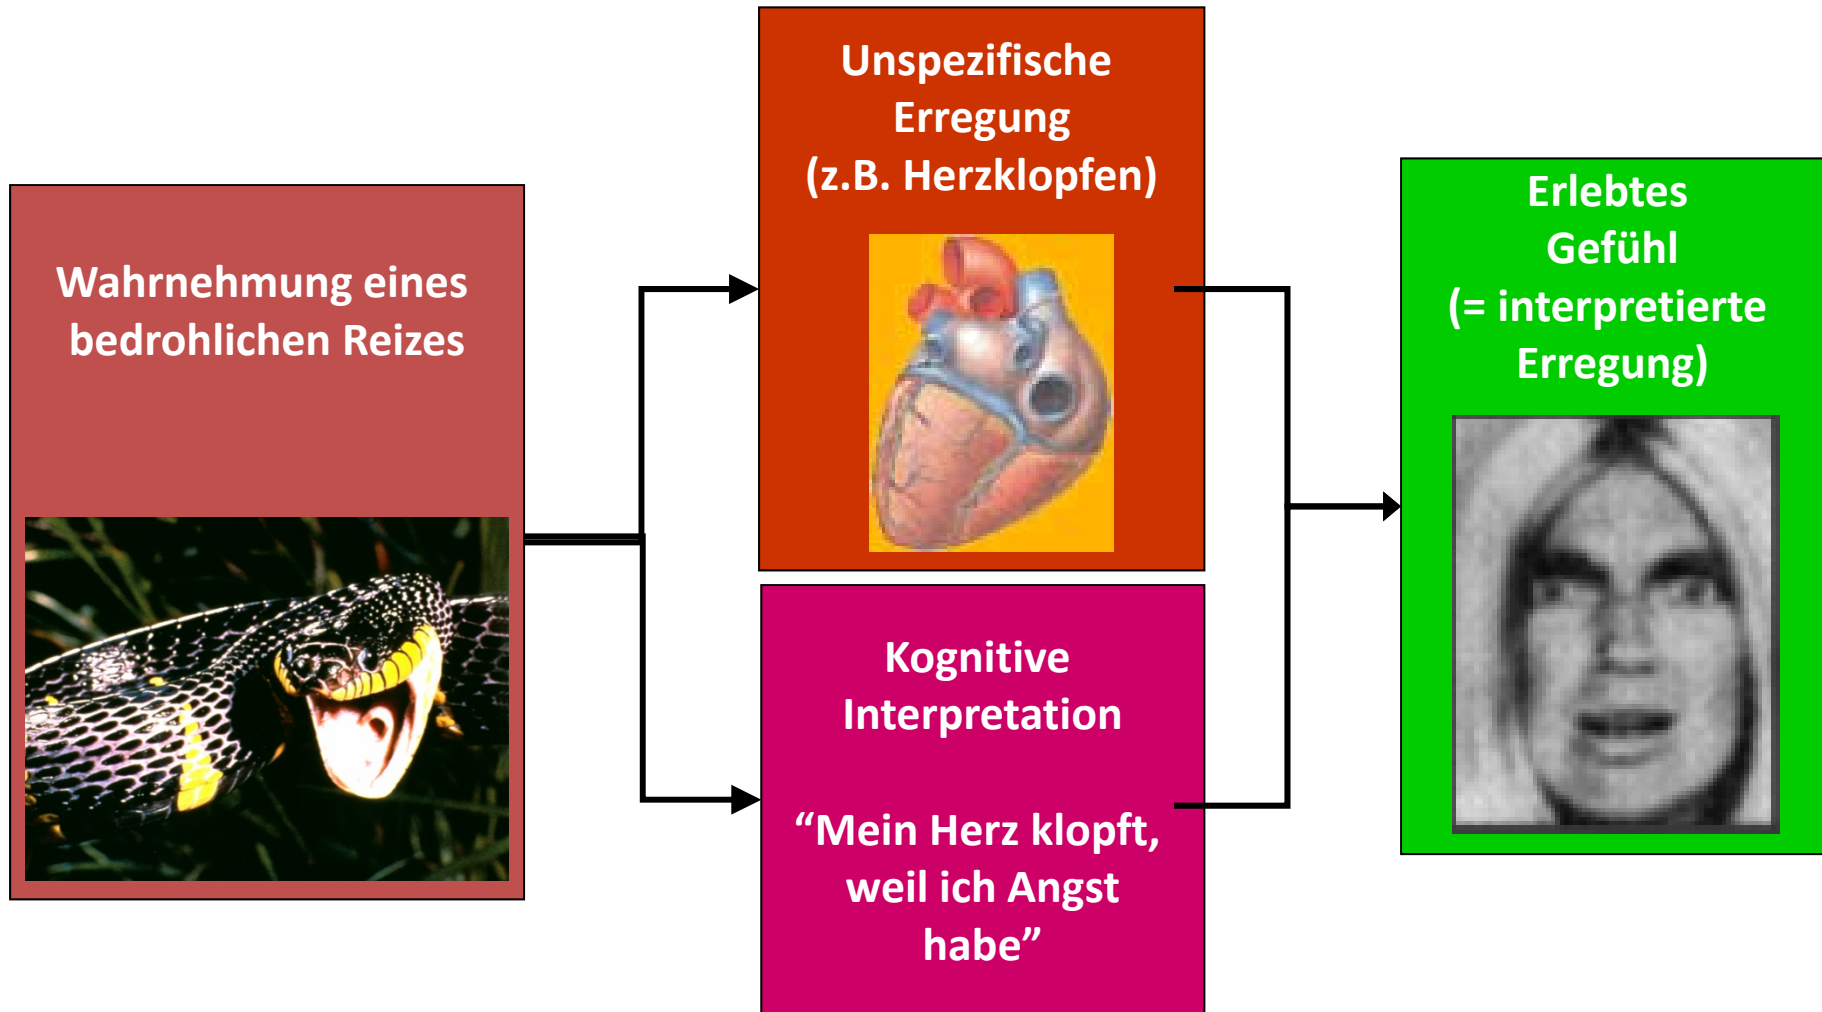 Wahrnehmung eines
bedrohlichen Reizes
Unspezifische
Erregung
(z.B. Herzklopfen)
Kognitive
Interpretation
“Mein Herz klopft,
weil ich Angst
habe”
Erlebtes
Gefühl
(= interpretierte
Erregung)